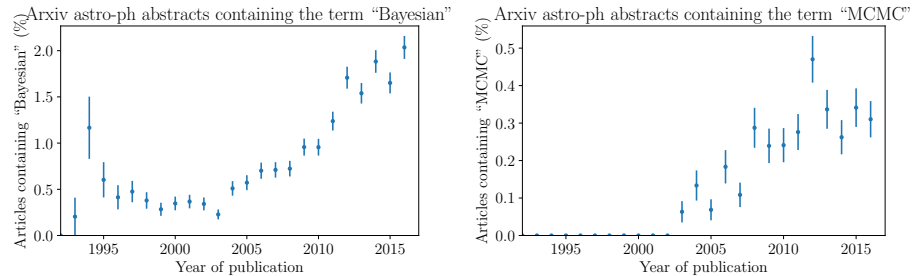 Arxiv astro-ph abstracts containing the term “Bayesian”
Articles containing “Bayesian” (%)
2.0
1.5
1.0
0.5
0.0
1995 2000 2005 2010 2015
Year of publication
Arxiv astro-ph abstracts containing the term “MCMC”
Articles containing “MCMC” (%)
0.5
0.4
0.3
0.2
0.1
0.0
1995 2000 2005 2010 2015
Year of publication